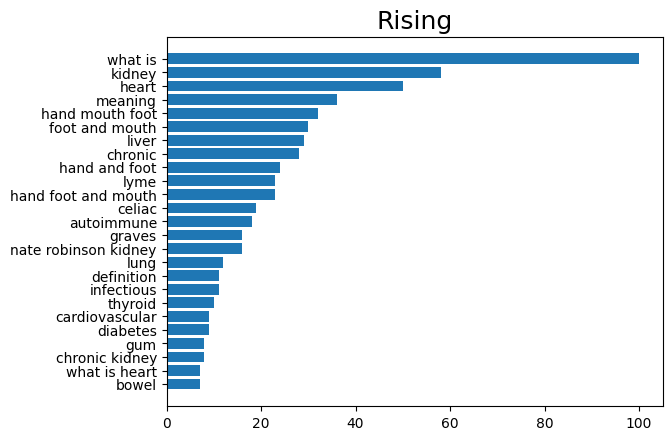 Rising
what is
kidney
heart
meaning
hand mouth foot
foot and mouth
liver
chronic
hand and foot
lyme
hand foot and mouth
celiac
autoimmune
graves
nate robinson kidney
lung
definition
infectious
thyroid
cardiovascular
diabetes
gum
chronic kidney
what is heart
bowel
0 20 40 60 80 100